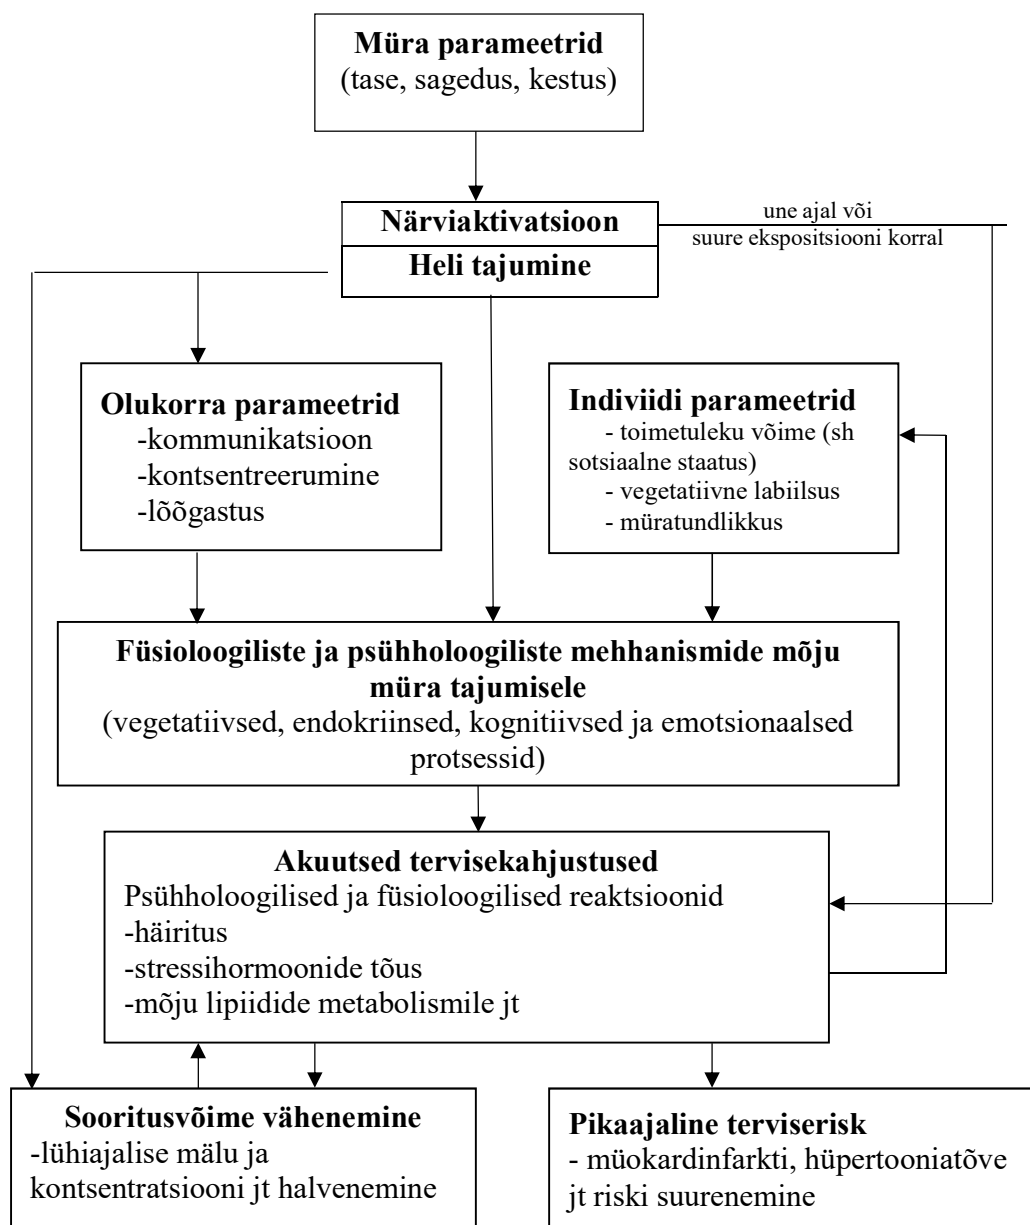 Müra parameetrid
(tase, sagedus, kestus)
Närviaktivatsioon
une ajal või
suure ekspositsiooni korral
Heli tajumine
Olukorra parameetrid
-kommunikatsioon
-kontsentreerumine
-lõõgastus
Indiviidi parameetrid
- toimetuleku võime (sh
sotsiaalne staatus)
- vegetatiivne labiilsus
- müratundlikkus
Füsioloogiliste ja psühholoogiliste mehhanismide mõju
müra tajumisele
(vegetatiivsed, endokriinsed, kognitiivsed ja emotsionaalsed
protsessid)
Akuutsed tervisekahjustused
Psühholoogilised ja füsioloogilised reaktsioonid
-häiritus
-stressihormoonide tõus
-mõju lipiidide metabolismile jt
Sooritusvõime vähenemine
-lühiajalise mälu ja
kontsentratsiooni jt halvenemine
Pikaajaline terviserisk
- müokardinfarkti, hüpertooniatõve
jt riski suurenemine